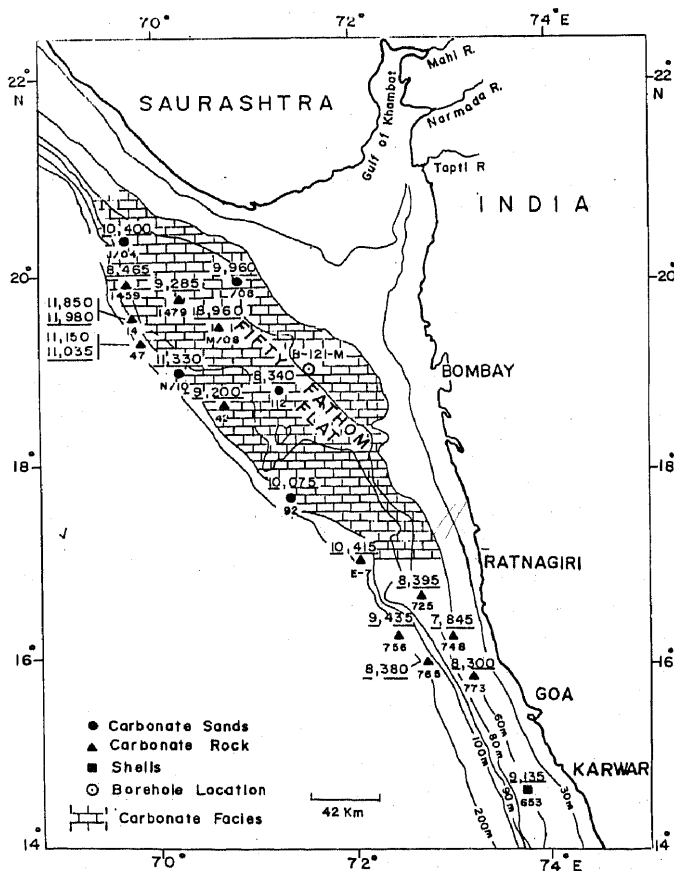 70° 72° 74° E
22° N
22° N
SAURASHTRA
Gulf of Khambat
Mahi R.
Narmada R.
Tapti R
INDIA
10,400
J/04
8,465
1459
9,285
1479
9,960
L/08
20°
20°
11,850
11,980
14
8,960
M/08
11,150
11,035
47
11,330
N/10
B-121-M
8,340
112
9,200
42
FIFTY
FATHOM
FLAT
BOMBAY
18°
18°
10,075
92
10,415
E-7
RATNAGIRI
8,395
725
9,435
756
7,845
748
8,380
765
8,300
773
16°
16°
GOA
KARWAR
9,135
653
60m
80m
100m
90m
30m
200m
Carbonate Sands
Carbonate Rock
Shells
Borehole Location
Carbonate Facies
42 Km
14°
14°
70° 72° 74° E